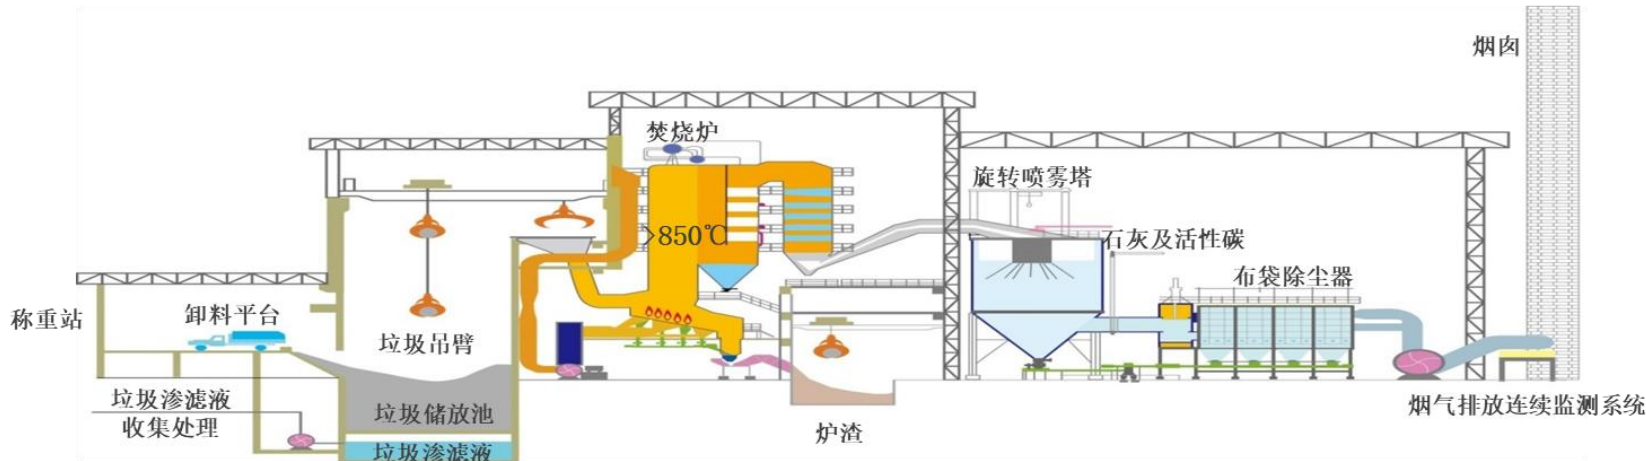 烟囱
焚烧炉
旋转喷雾塔
>850℃
石灰及活性碳
布袋除尘器
称重站
卸料平台
垃圾吊臂
垃圾渗滤液
收集处理
垃圾储放池
垃圾渗滤液
炉渣
烟气排放连续监测系统